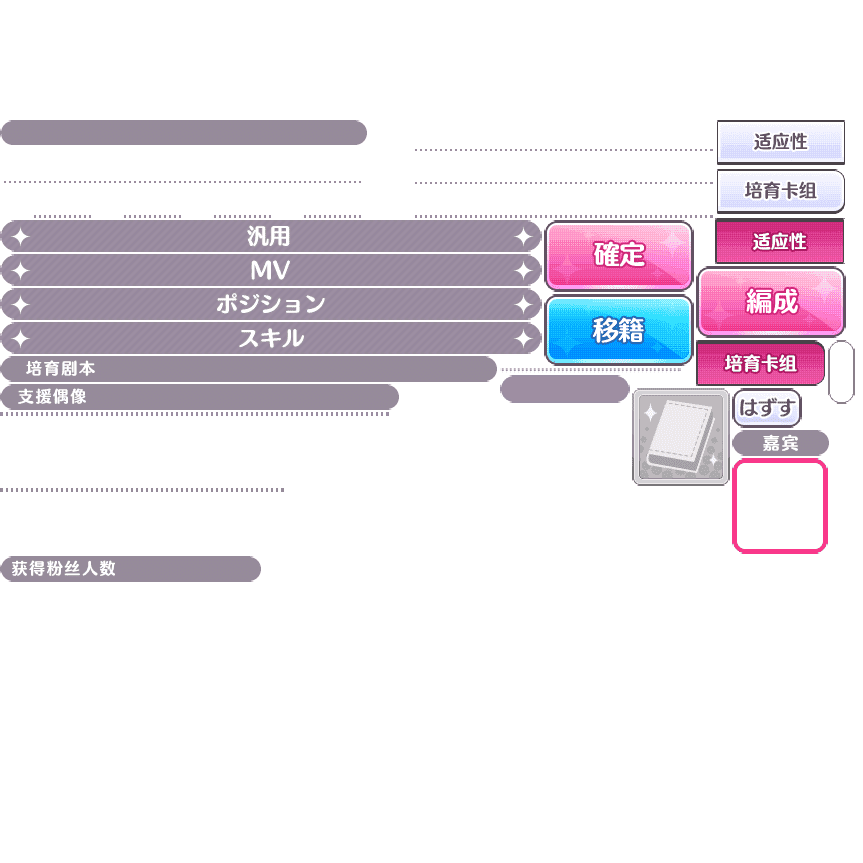 适应性
培育卡组
汎用
確定
适应性
MV
ポジション
編成
スキル
移籍
培育剧本
培育卡组
支援偶像
はずす
嘉宾
获得粉丝人数